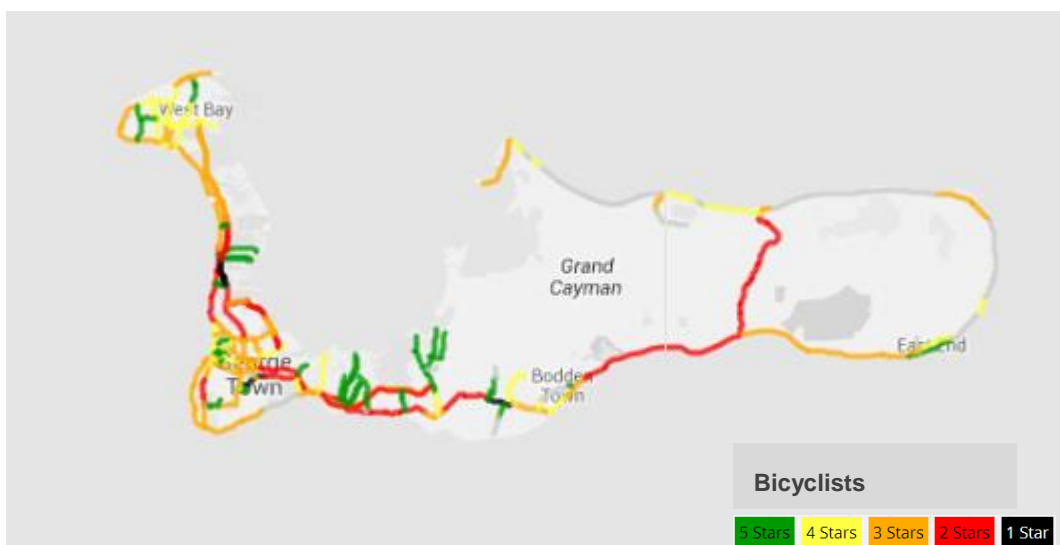 West Bay
Grand
Cayman
George
Town
East End
Bodden
Town
Bicyclists
5 Stars 4 Stars 3 Stars 2 Stars 1 Star